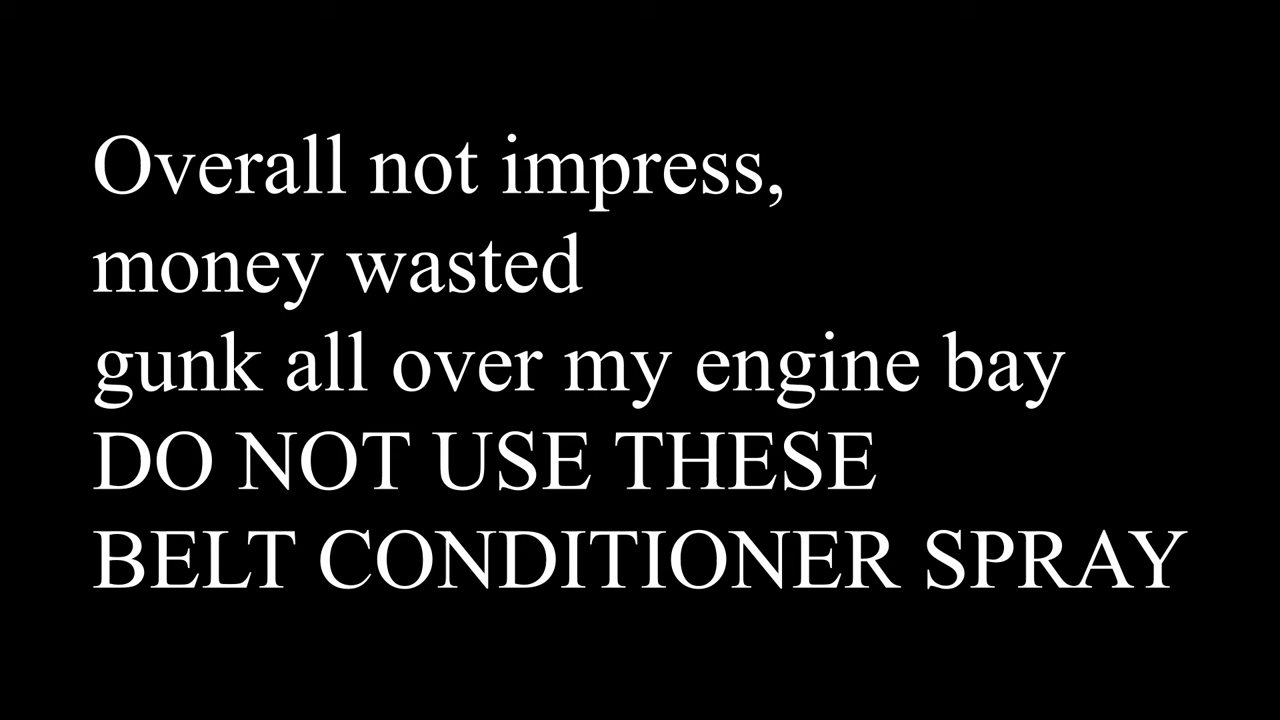 Overall not impress,
money wasted
gunk all over my engine bay
DO NOT USE THESE
BELT CONDITIONER SPRAY